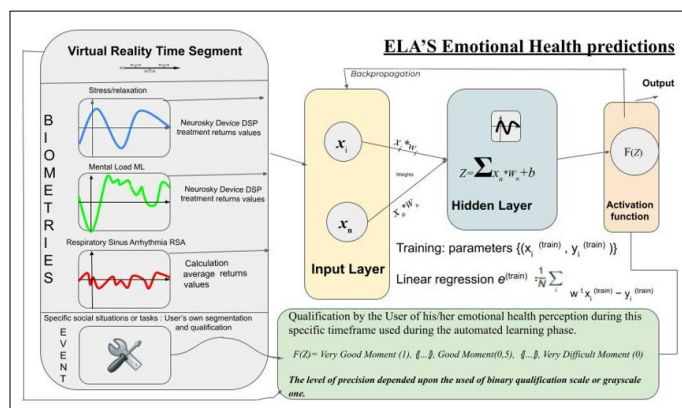 ELA'S Emotional Health predictions
Virtual Reality Time Segment
BIOMETRIES
Stress/relaxation
Neurosky Device DSP
treatment returns values
Mental Load ML
Neurosky Device DSP
treatment returns values
Respiratory Sinus Arrhythmia RSA
Calculation
average returns
values
Specific social situations or tasks : User's own segmentation
and qualification
EVENT
Backpropagation
Output
x_i
x_n
Input Layer
x_i * w_i
Weights
x_n * w_n
Z=∑x_n*w_n+b
Hidden Layer
F(Z)
Activation
function
Training: parameters {(x_i^(train) , y_i^(train) )}
Linear regression e^(train) = 1/N ∑_i w^t x_i^(train) − y_i^(train)
Qualification by the User of his/her emotional health perception during this
specific timeframe used during the automated learning phase.
F(Z)= Very Good Moment (1), {[...]}, Good Moment(0,5), {[...]}, Very Difficult Moment (0)
The level of precision depended upon the used of binary qualification scale or grayscale
one.